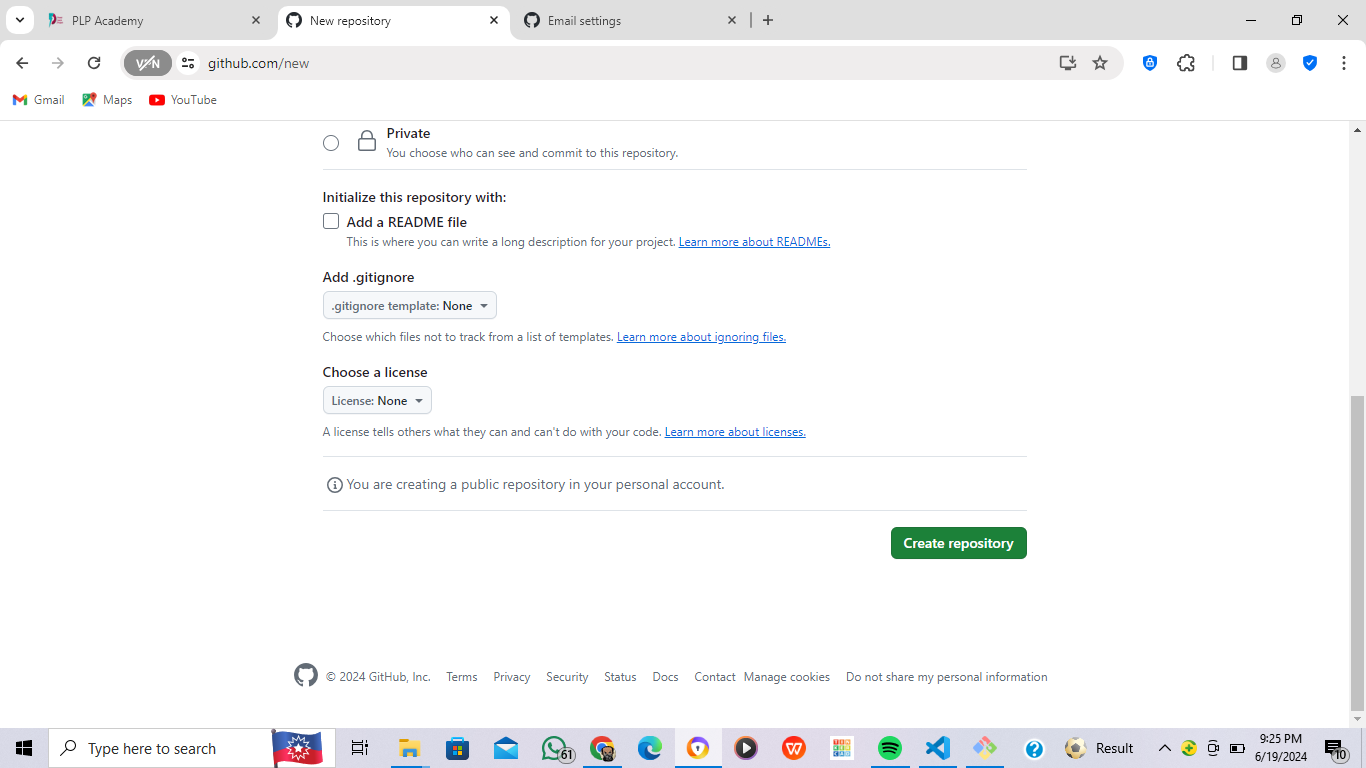 PLP Academy
New repository
Email settings
VPN
github.com/new
Gmail
Maps
YouTube
Private
You choose who can see and commit to this repository.
Initialize this repository with:
Add a README file
This is where you can write a long description for your project. Learn more about READMEs.
Add .gitignore
.gitignore template: None
Choose which files not to track from a list of templates. Learn more about ignoring files.
Choose a license
License: None
A license tells others what they can and can't do with your code. Learn more about licenses.
You are creating a public repository in your personal account.
Create repository
© 2024 GitHub, Inc. Terms Privacy Security Status Docs Contact Manage cookies Do not share my personal information
Type here to search
61
Result
9:25 PM
6/19/2024
10